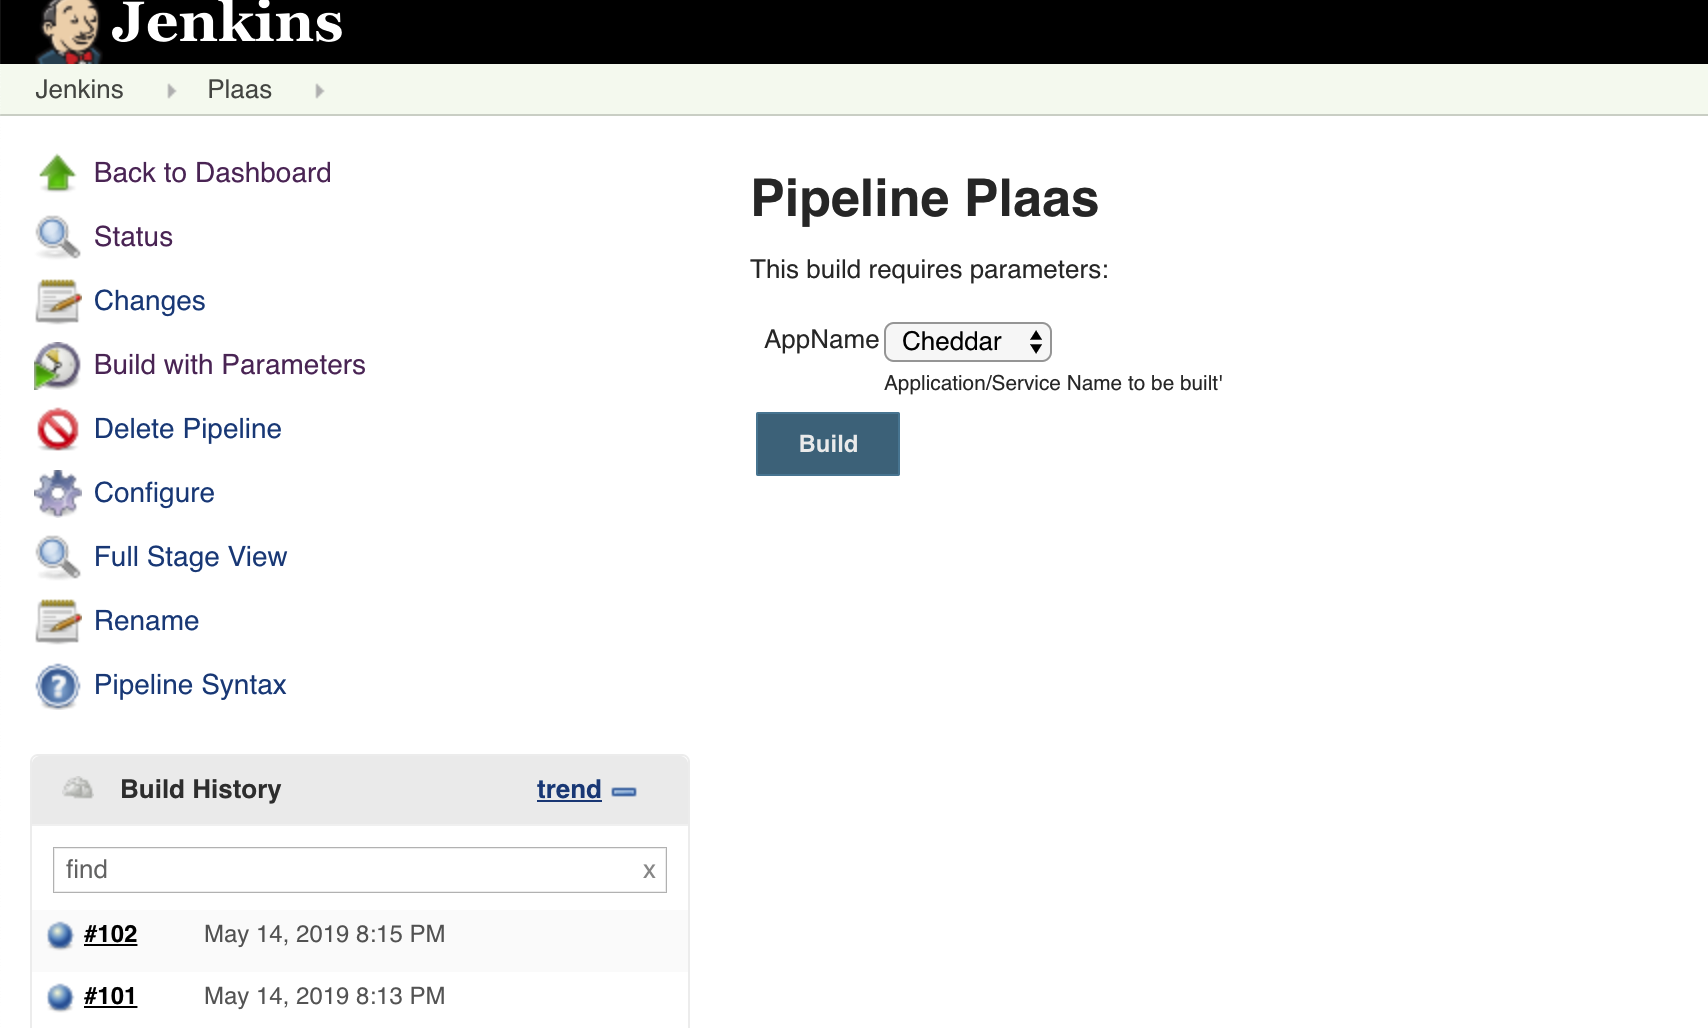 Jenkins
Jenkins Plaas
Back to Dashboard
Status
Changes
Build with Parameters
Delete Pipeline
Configure
Full Stage View
Rename
Pipeline Syntax
Pipeline Plaas
This build requires parameters:
AppName Cheddar
Application/Service Name to be built'
Build
Build History trend
find x
#102 May 14, 2019 8:15 PM
#101 May 14, 2019 8:13 PM